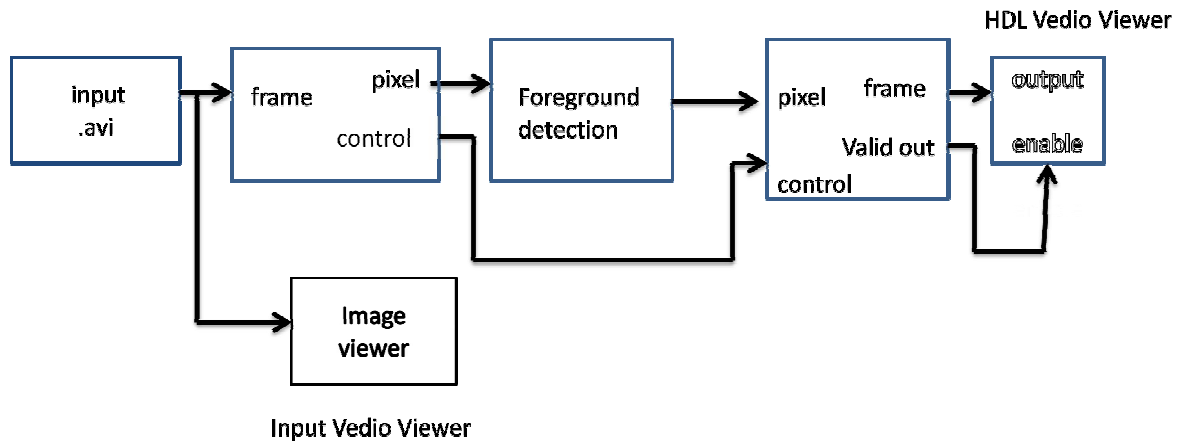 HDL Vedio Viewer
input
.avi
frame
pixel
control
Foreground
detection
pixel
control
frame
Valid out
output
enable
Image
viewer
Input Vedio Viewer